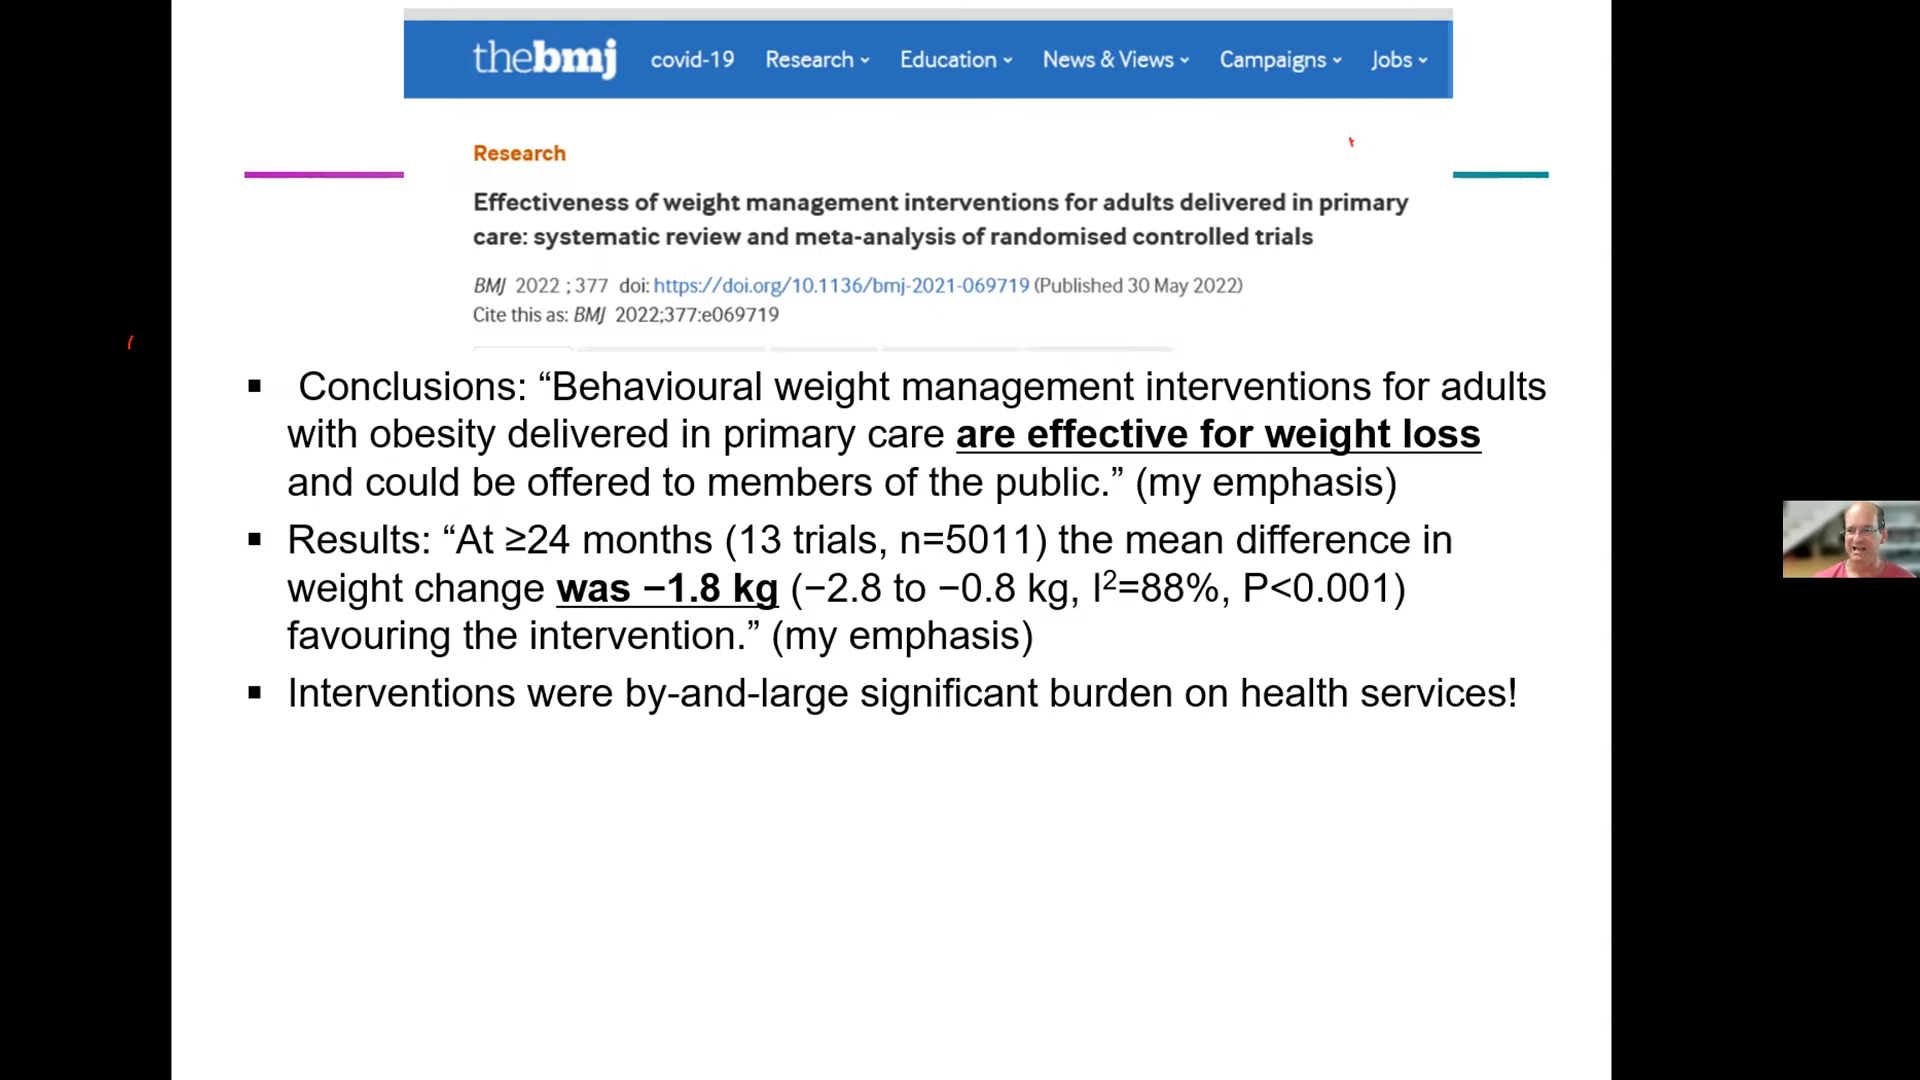 thebmj covid-19 Research Education News & Views Campaigns Jobs
Research
Effectiveness of weight management interventions for adults delivered in primary
care: systematic review and meta-analysis of randomised controlled trials
BMJ 2022 ; 377 doi: https://doi.org/10.1136/bmj-2021-069719 (Published 30 May 2022)
Cite this as: BMJ 2022;377:e069719
▪ Conclusions: “Behavioural weight management interventions for adults
with obesity delivered in primary care are effective for weight loss
and could be offered to members of the public.” (my emphasis)
▪ Results: “At ≥24 months (13 trials, n=5011) the mean difference in
weight change was −1.8 kg (−2.8 to −0.8 kg, I²=88%, P<0.001)
favouring the intervention.” (my emphasis)
▪ Interventions were by-and-large significant burden on health services!